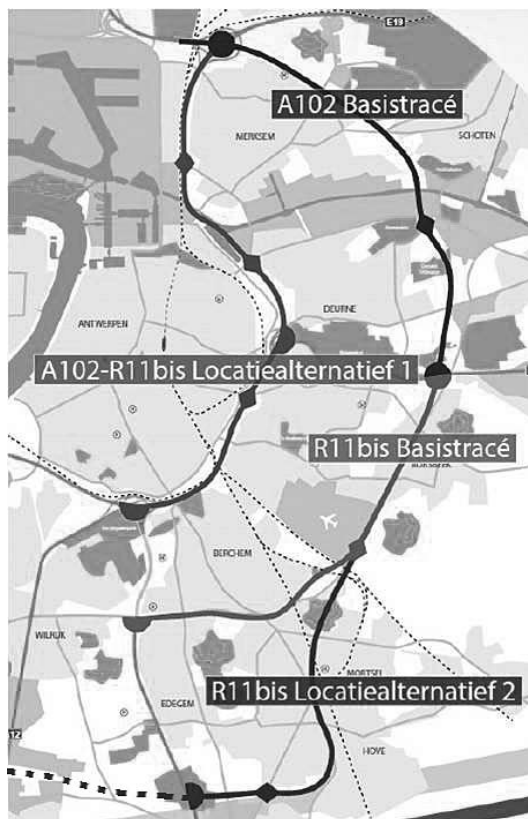 E19
A102 Basistracé
MERKSEM
SCHOTEN
ANTWERPEN
DEURNE
A102-R11bis Locatiealternatief 1
R11bis Basistracé
BERCHEM
WILRIJK
MORTSEL
R11bis Locatiealternatief 2
EDEGEM
HOVE